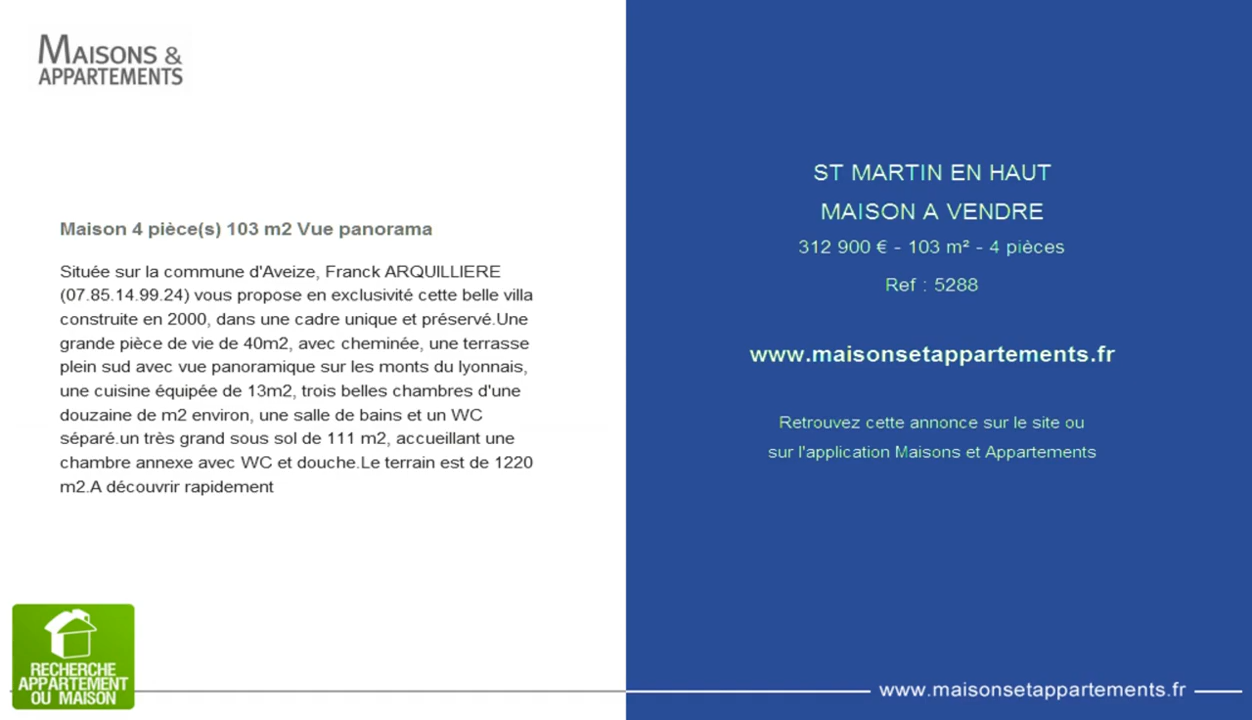 MAISONS &
APPARTEMENTS
Maison 4 pièce(s) 103 m2 Vue panorama
Située sur la commune d'Aveize, Franck ARQUILLIERE
(07.85.14.99.24) vous propose en exclusivité cette belle villa
construite en 2000, dans une cadre unique et préservé.Une
grande pièce de vie de 40m2, avec cheminée, une terrasse
plein sud avec vue panoramique sur les monts du lyonnais,
une cuisine équipée de 13m2, trois belles chambres d'une
douzaine de m2 environ, une salle de bains et un WC
séparé.un très grand sous sol de 111 m2, accueillant une
chambre annexe avec WC et douche.Le terrain est de 1220
m2.A découvrir rapidement
RECHERCHE
APPARTEMENT
OU MAISON
ST MARTIN EN HAUT
MAISON A VENDRE
312 900 € - 103 m² - 4 pièces
Ref : 5288
www.maisonsetappartements.fr
Retrouvez cette annonce sur le site ou
sur l'application Maisons et Appartements
www.maisonsetappartements.fr